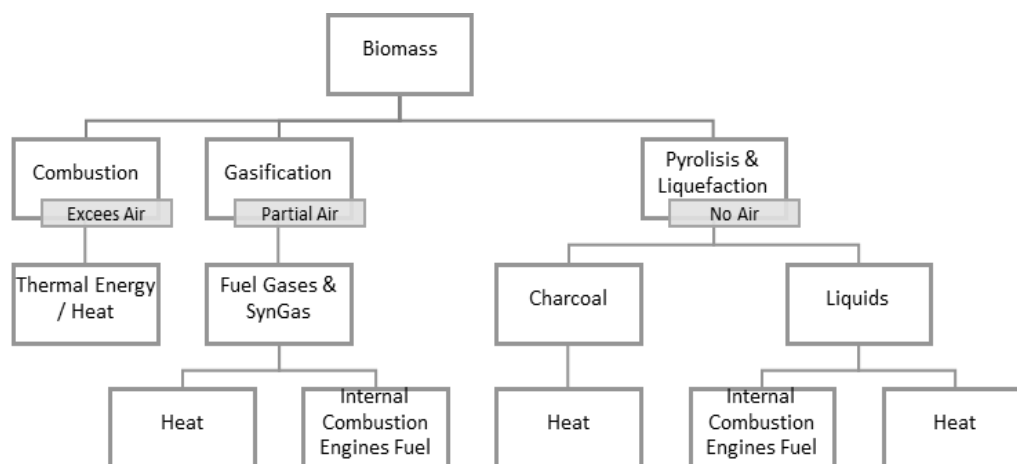 Biomass
Combustion
Excees Air
Gasification
Partial Air
Pyrolisis &
Liquefaction
No Air
Thermal Energy
/ Heat
Fuel Gases &
SynGas
Charcoal
Liquids
Heat
Internal
Combustion
Engines Fuel
Heat
Internal
Combustion
Engines Fuel
Heat